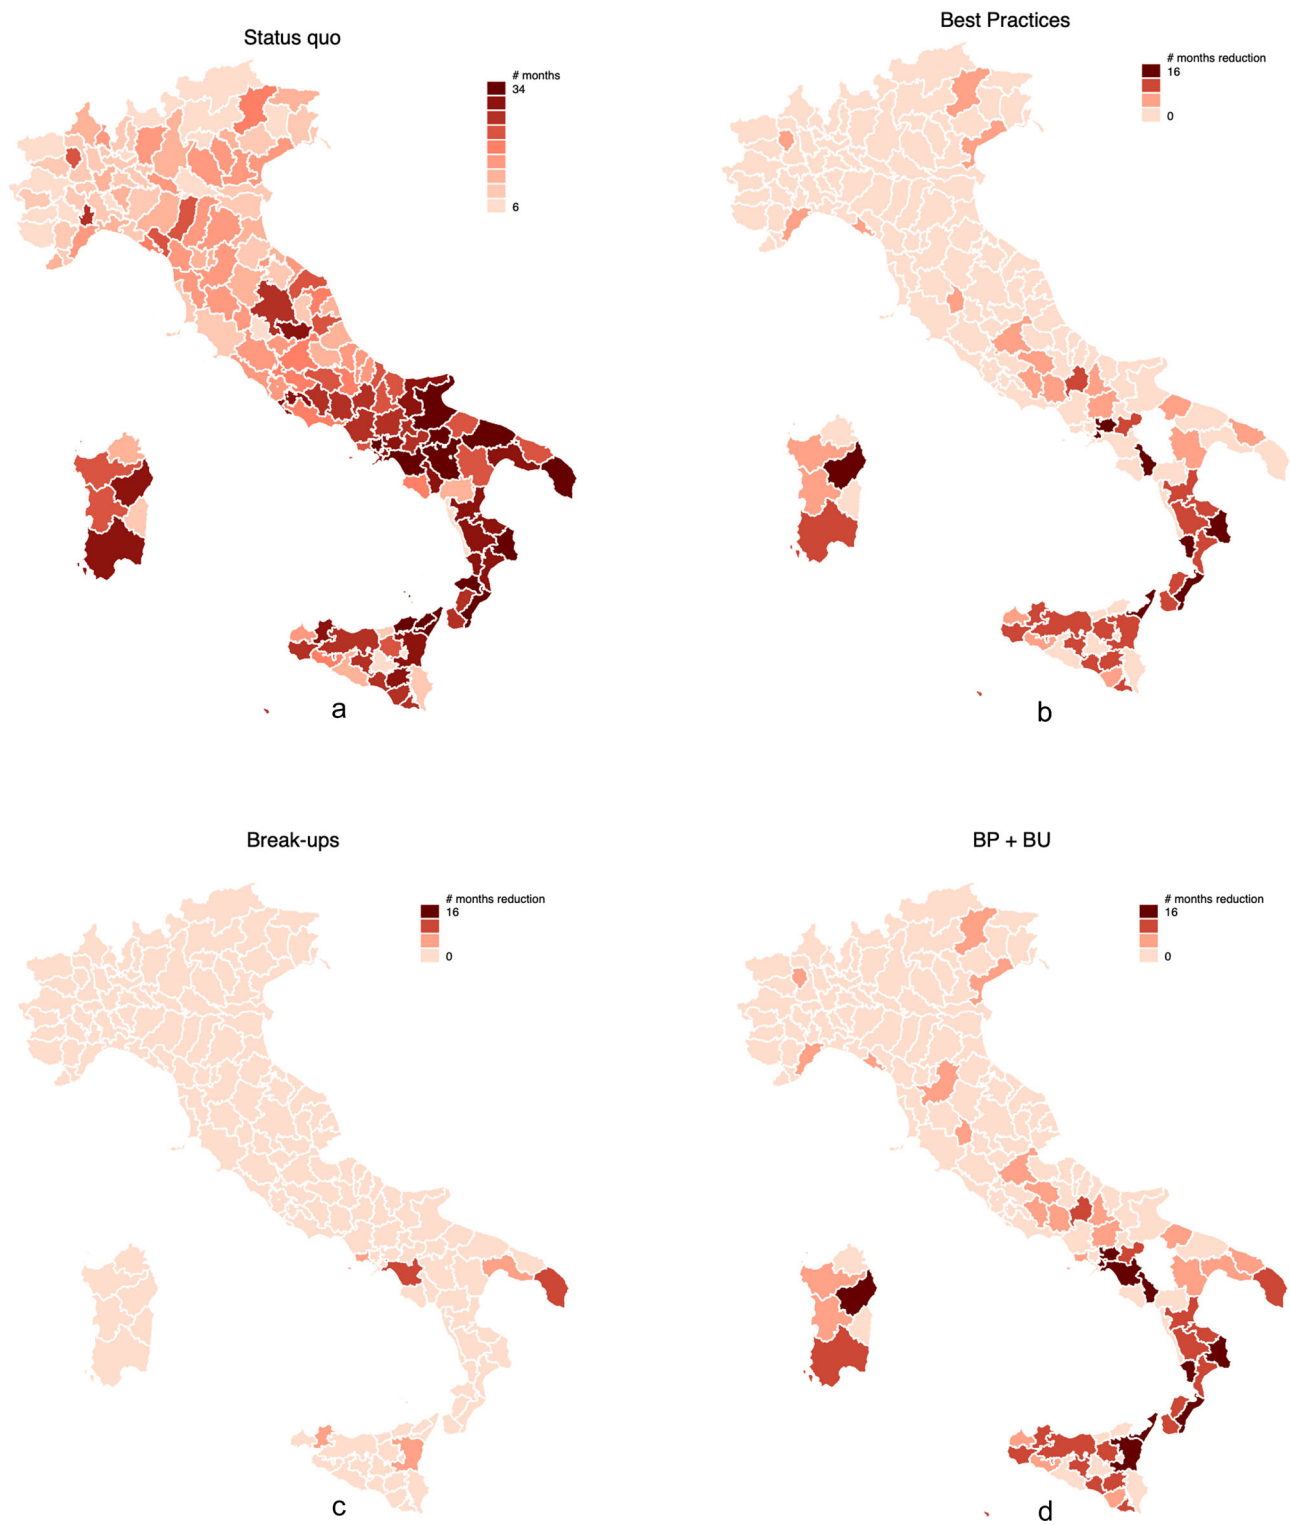 Status quo
# months
34
6
a
Best Practices
# months reduction
16
0
b
Break-ups
# months reduction
16
0
c
BP + BU
# months reduction
16
0
d